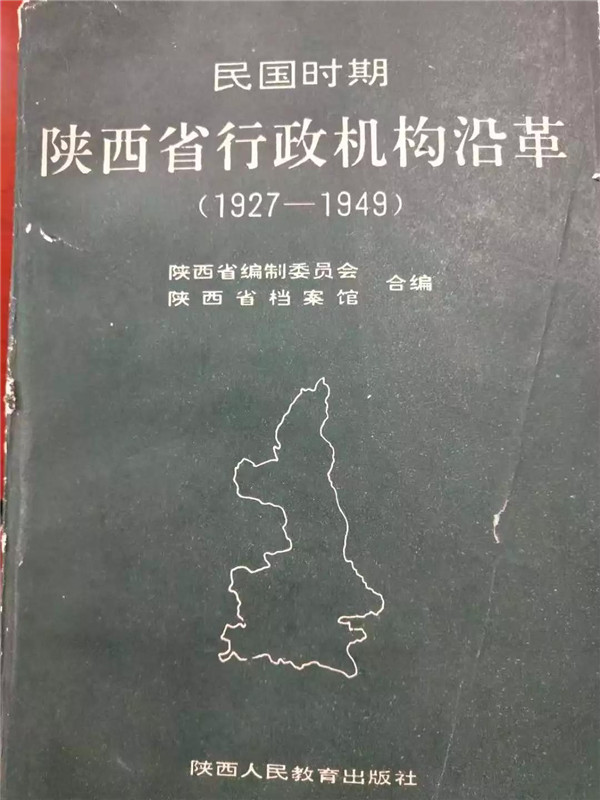 民国时期
陕西省行政机构沿革
（1927—1949）
陕西省编制委员会
陕西省档案馆
合编
陕西人民教育出版社